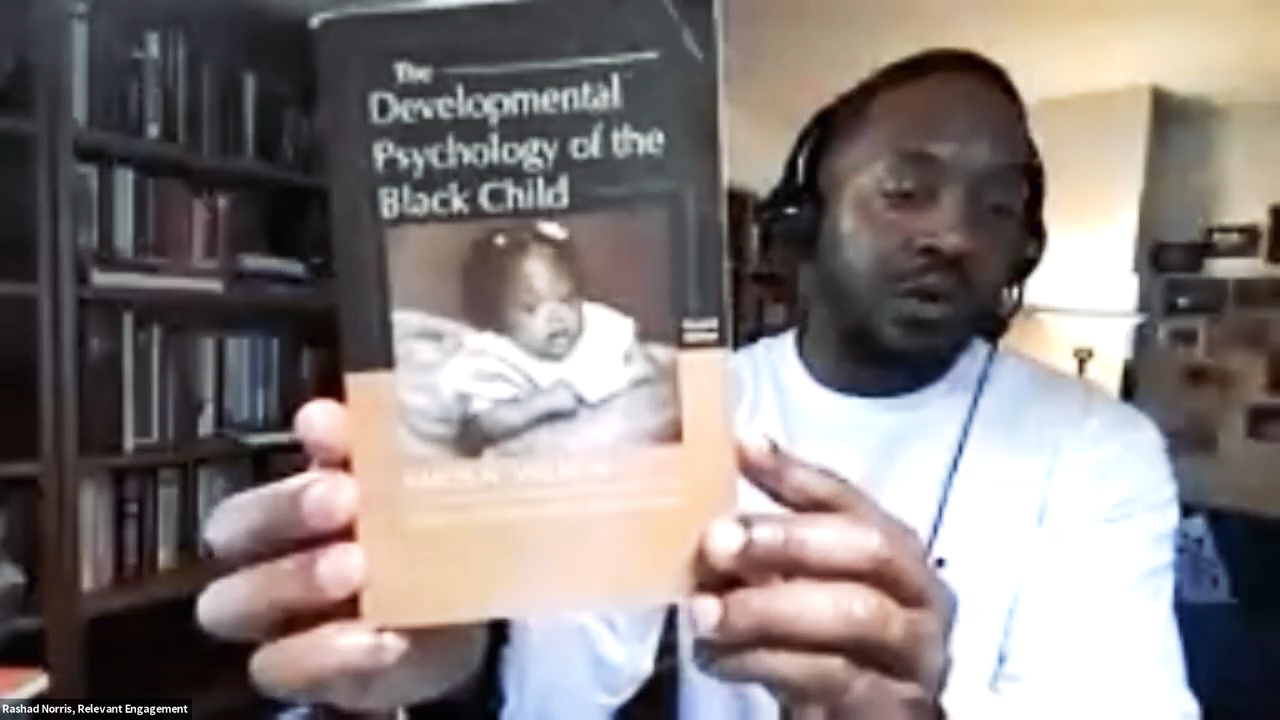 The
Developmental
Psychology of the
Black Child
Rashad Norris, Relevant Engagement